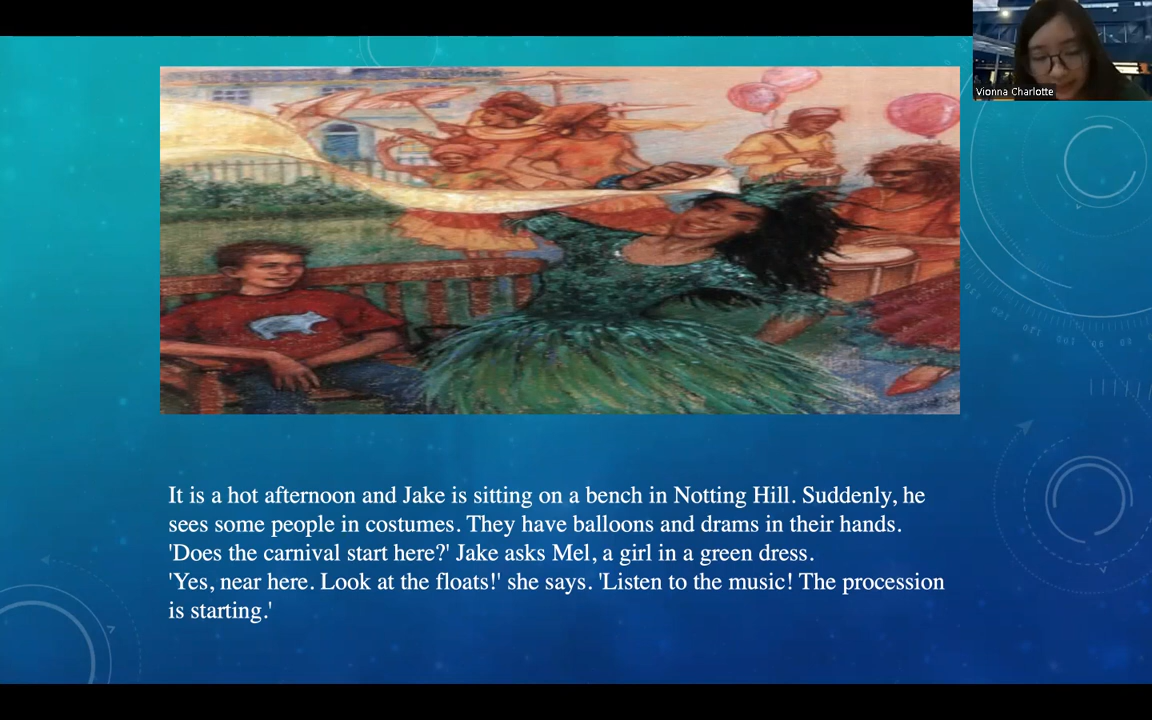 Vionna Charlotte
It is a hot afternoon and Jake is sitting on a bench in Notting Hill. Suddenly, he
sees some people in costumes. They have balloons and drams in their hands.
'Does the carnival start here?' Jake asks Mel, a girl in a green dress.
'Yes, near here. Look at the floats!' she says. 'Listen to the music! The procession
is starting.'